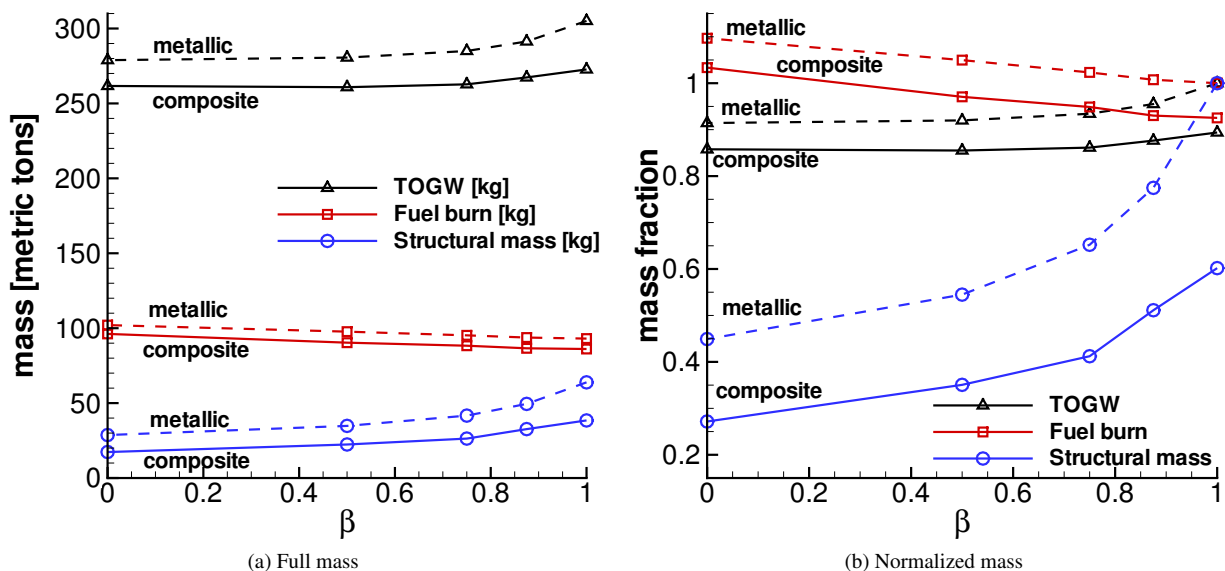 mass [metric tons]
300
250
200
150
100
50
0
metallic
composite
TOGW [kg]
Fuel burn [kg]
Structural mass [kg]
metallic
composite
metallic
composite
0
0.2
0.4
0.6
0.8
1
β
(a) Full mass
mass fraction
1
0.8
0.6
0.4
0.2
metallic
composite
metallic
composite
metallic
composite
TOGW
Fuel burn
Structural mass
0
0.2
0.4
0.6
0.8
1
β
(b) Normalized mass